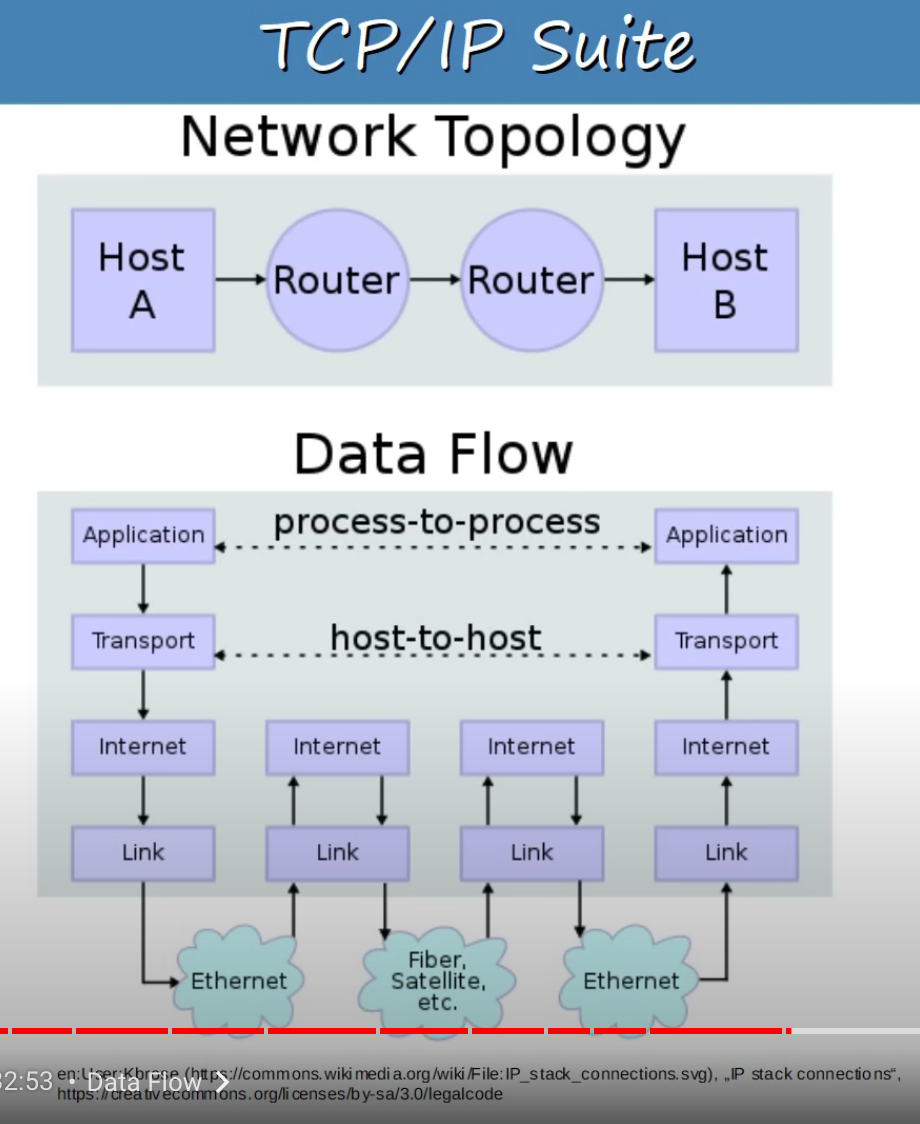 TCP/IP Suite
Network Topology
Host
A
Router
Router
Host
B
Data Flow
Application
process-to-process
Application
Transport
host-to-host
Transport
Internet
Internet
Internet
Internet
Link
Link
Link
Link
Ethernet
Fiber,
Satellite,
etc.
Ethernet
2:53 • Data Flow
en:User:Kbrose (https://commons.wikimedia.org/wiki/File:IP_stack_connections.svg), „IP stack connections“,
https://creativecommons.org/licenses/by-sa/3.0/legalcode